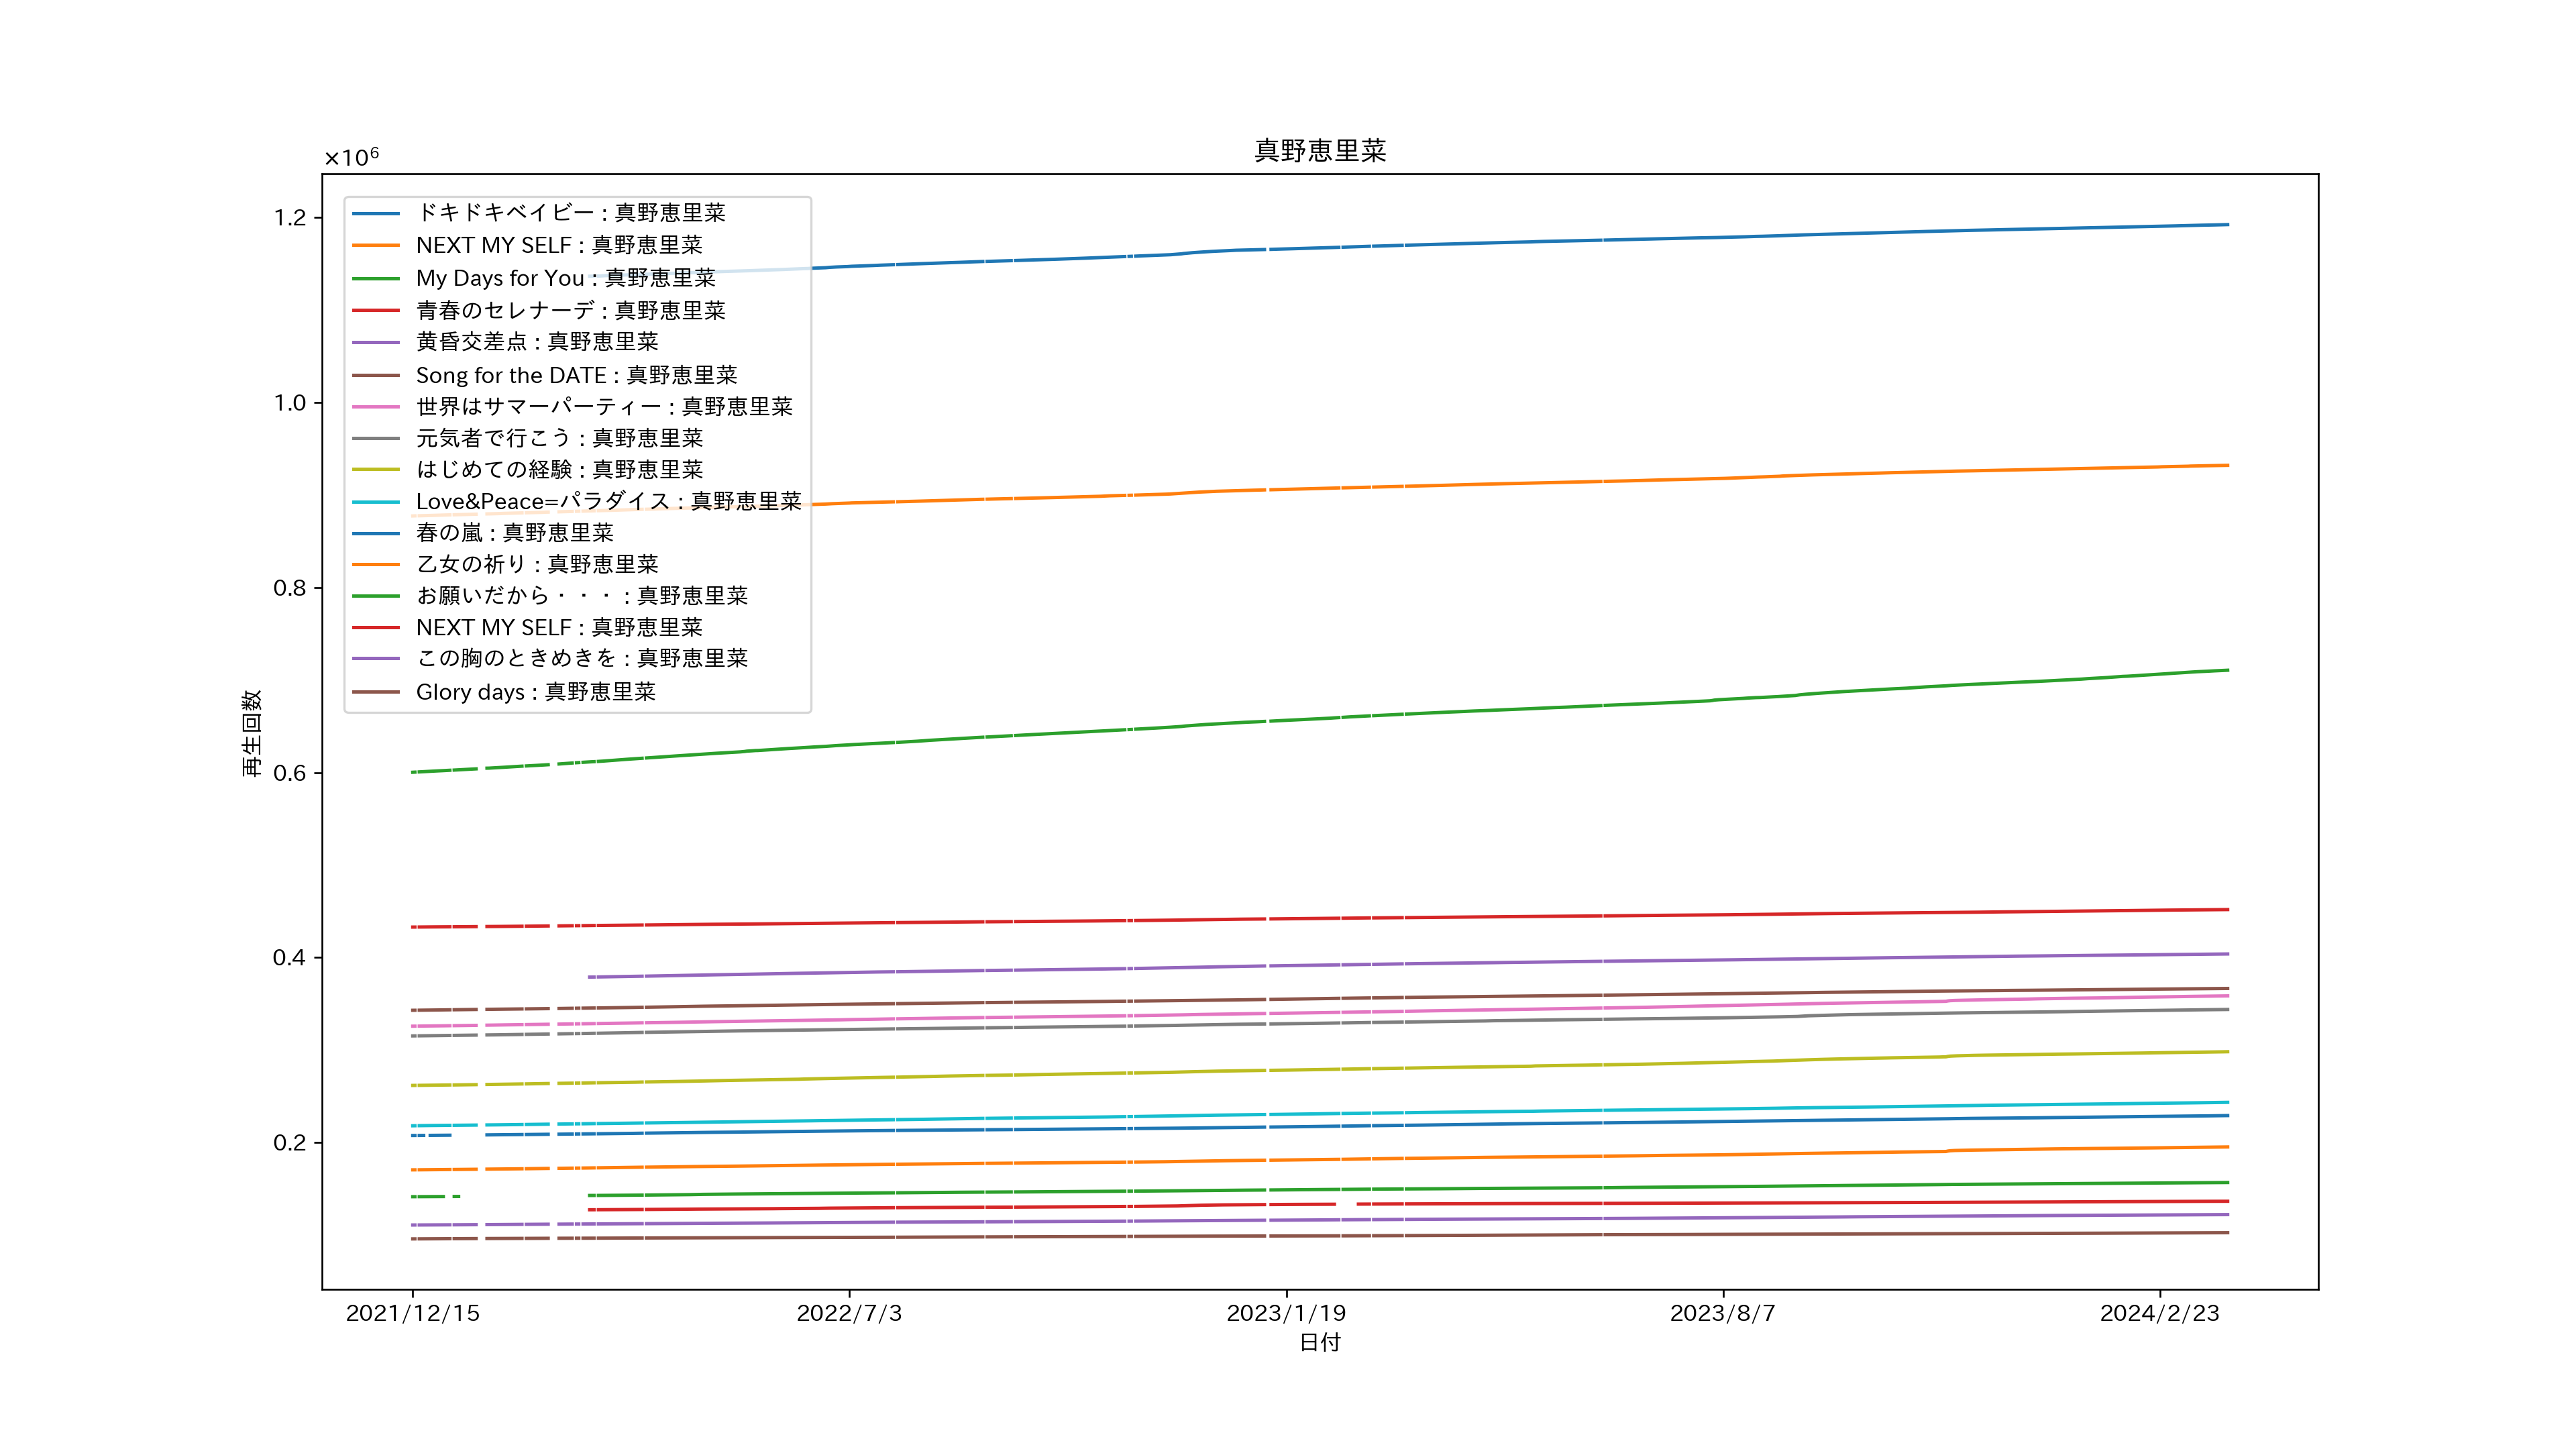 真野恵里菜
×10⁶
1.2
1.0
0.8
0.6
0.4
0.2
再生回数
ドキドキベイビー : 真野恵里菜
NEXT MY SELF : 真野恵里菜
My Days for You : 真野恵里菜
青春のセレナーデ : 真野恵里菜
黄昏交差点 : 真野恵里菜
Song for the DATE : 真野恵里菜
世界はサマーパーティー : 真野恵里菜
元気者で行こう : 真野恵里菜
はじめての経験 : 真野恵里菜
Love&Peace=パラダイス : 真野恵里菜
春の嵐 : 真野恵里菜
乙女の祈り : 真野恵里菜
お願いだから・・・ : 真野恵里菜
NEXT MY SELF : 真野恵里菜
この胸のときめきを : 真野恵里菜
Glory days : 真野恵里菜
2021/12/15
2022/7/3
2023/1/19
2023/8/7
2024/2/23
日付